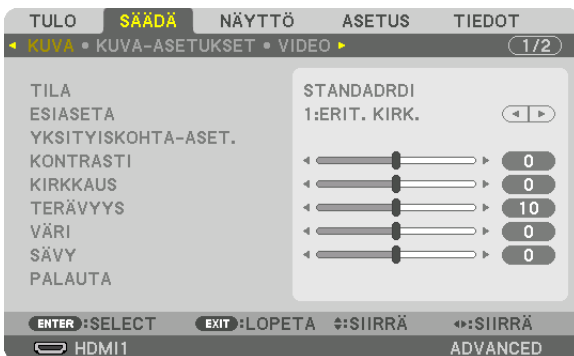 TULO SÄÄDÄ NÄYTTÖ ASETUS TIEDOT
KUVA • KUVA-ASETUKSET • VIDEO 1/2
TILA STANDADRDI
ESIASETA 1:ERIT. KIRK.
YKSITYISKOHTA-ASET.
KONTRASTI 0
KIRKKAUS 0
TERÄVYYS 10
VÄRI 0
SÄVY 0
PALAUTA
ENTER:SELECT EXIT:LOPETA :SIIRRÄ :SIIRRÄ
HDMI1 ADVANCED